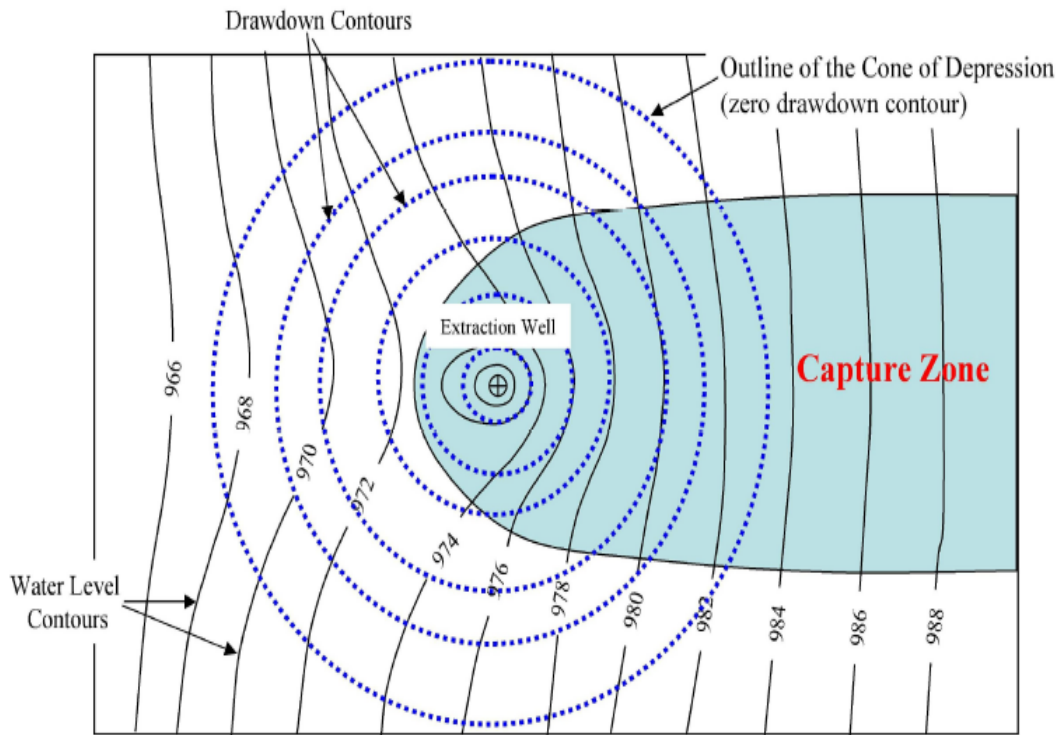 Drawdown Contours
Outline of the Cone of Depression
(zero drawdown contour)
Extraction Well
Capture Zone
966
968
970
972
974
976
978
980
982
984
986
988
Water Level
Contours